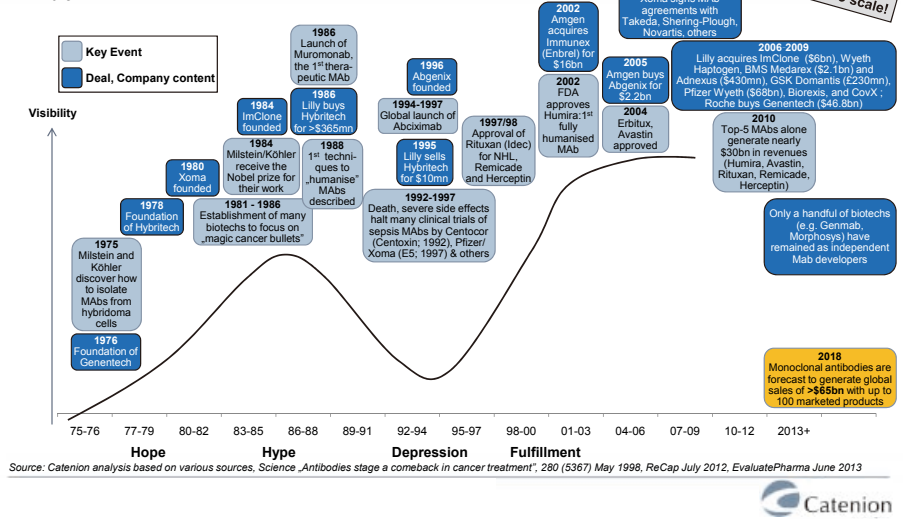 scale!
Xoma signs MAb
agreements with
Takeda, Shering-Plough,
Novartis, others
Key Event
Deal, Company content
Visibility
1975
Milstein and
Köhler
discover how
to isolate
MAbs from
hybridoma
cells
1976
Foundation of
Genentech
1978
Foundation
of Hybritech
1980
Xoma
founded
1981 - 1986
Establishment of many
biotechs to focus on
„magic cancer bullets"
1984
ImClone
founded
1984
Milstein/Köhler
receive the
Nobel prize for
their work
1986
Launch of
Muromonab,
the 1st thera-
peutic MAb
1986
Lilly buys
Hybritech
for >$365mn
1988
1st techni-
ques to
„humanise"
MAbs
described
1996
Abgenix
founded
1994-1997
Global launch of
Abciximab
1995
Lilly sells
Hybritech
for $10mn
1992-1997
Death, severe side effects
halt many clinical trials of
sepsis MAbs by Centocor
(Centoxin; 1992), Pfizer/
Xoma (E5; 1997) & others
1997/98
Approval of
Rituxan (Idec)
for NHL,
Remicade
and Herceptin
2002
Amgen
acquires
Immunex
(Enbrel) for
$16bn
2002
FDA
approves
Humira:1st
fully
humanised
MAb
2005
Amgen buys
Abgenix for
$2.2bn
2004
Erbitux,
Avastin
approved
2006 2009
Lilly acquires ImClone ($6bn), Wyeth
Haptogen, BMS Medarex ($2.1bn) and
Adnexus ($430mn), GSK Domantis (£230mn),
Pfizer Wyeth ($68bn), Biorexis, and CovX ;
Roche buys Genentech ($46.8bn)
2010
Top-5 MAbs alone
generate nearly
$30bn in revenues
(Humira, Avastin,
Rituxan, Remicade,
Herceptin)
Only a handful of biotechs
(e.g. Genmab,
Morphosys) have
remained as independent
Mab developers
2018
Monoclonal antibodies are
forecast to generate global
sales of >$65bn with up to
100 marketed products
75-76 77-79 80-82 83-85 86-88 89-91 92-94 95-97 98-00 01-03 04-06 07-09 10-12 2013+
Hope Hype Depression Fulfillment
Source: Catenion analysis based on various sources, Science „Antibodies stage a comeback in cancer treatment", 280 (5367) May 1998, ReCap July 2012, EvaluatePharma June 2013
Catenion